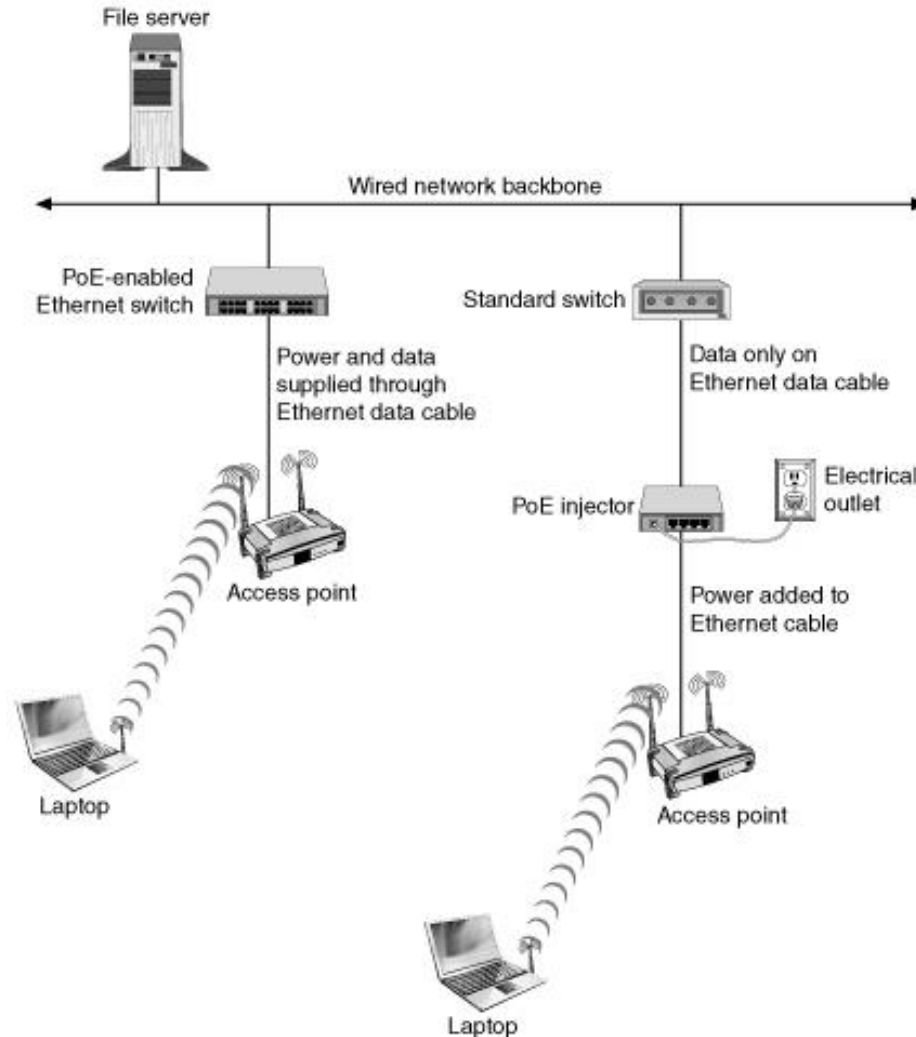 File server
Wired network backbone
PoE-enabled
Ethernet switch
Standard switch
Power and data
supplied through
Ethernet data cable
Data only on
Ethernet data cable
PoE injector
Electrical
outlet
Access point
Power added to
Ethernet cable
Laptop
Access point
Laptop